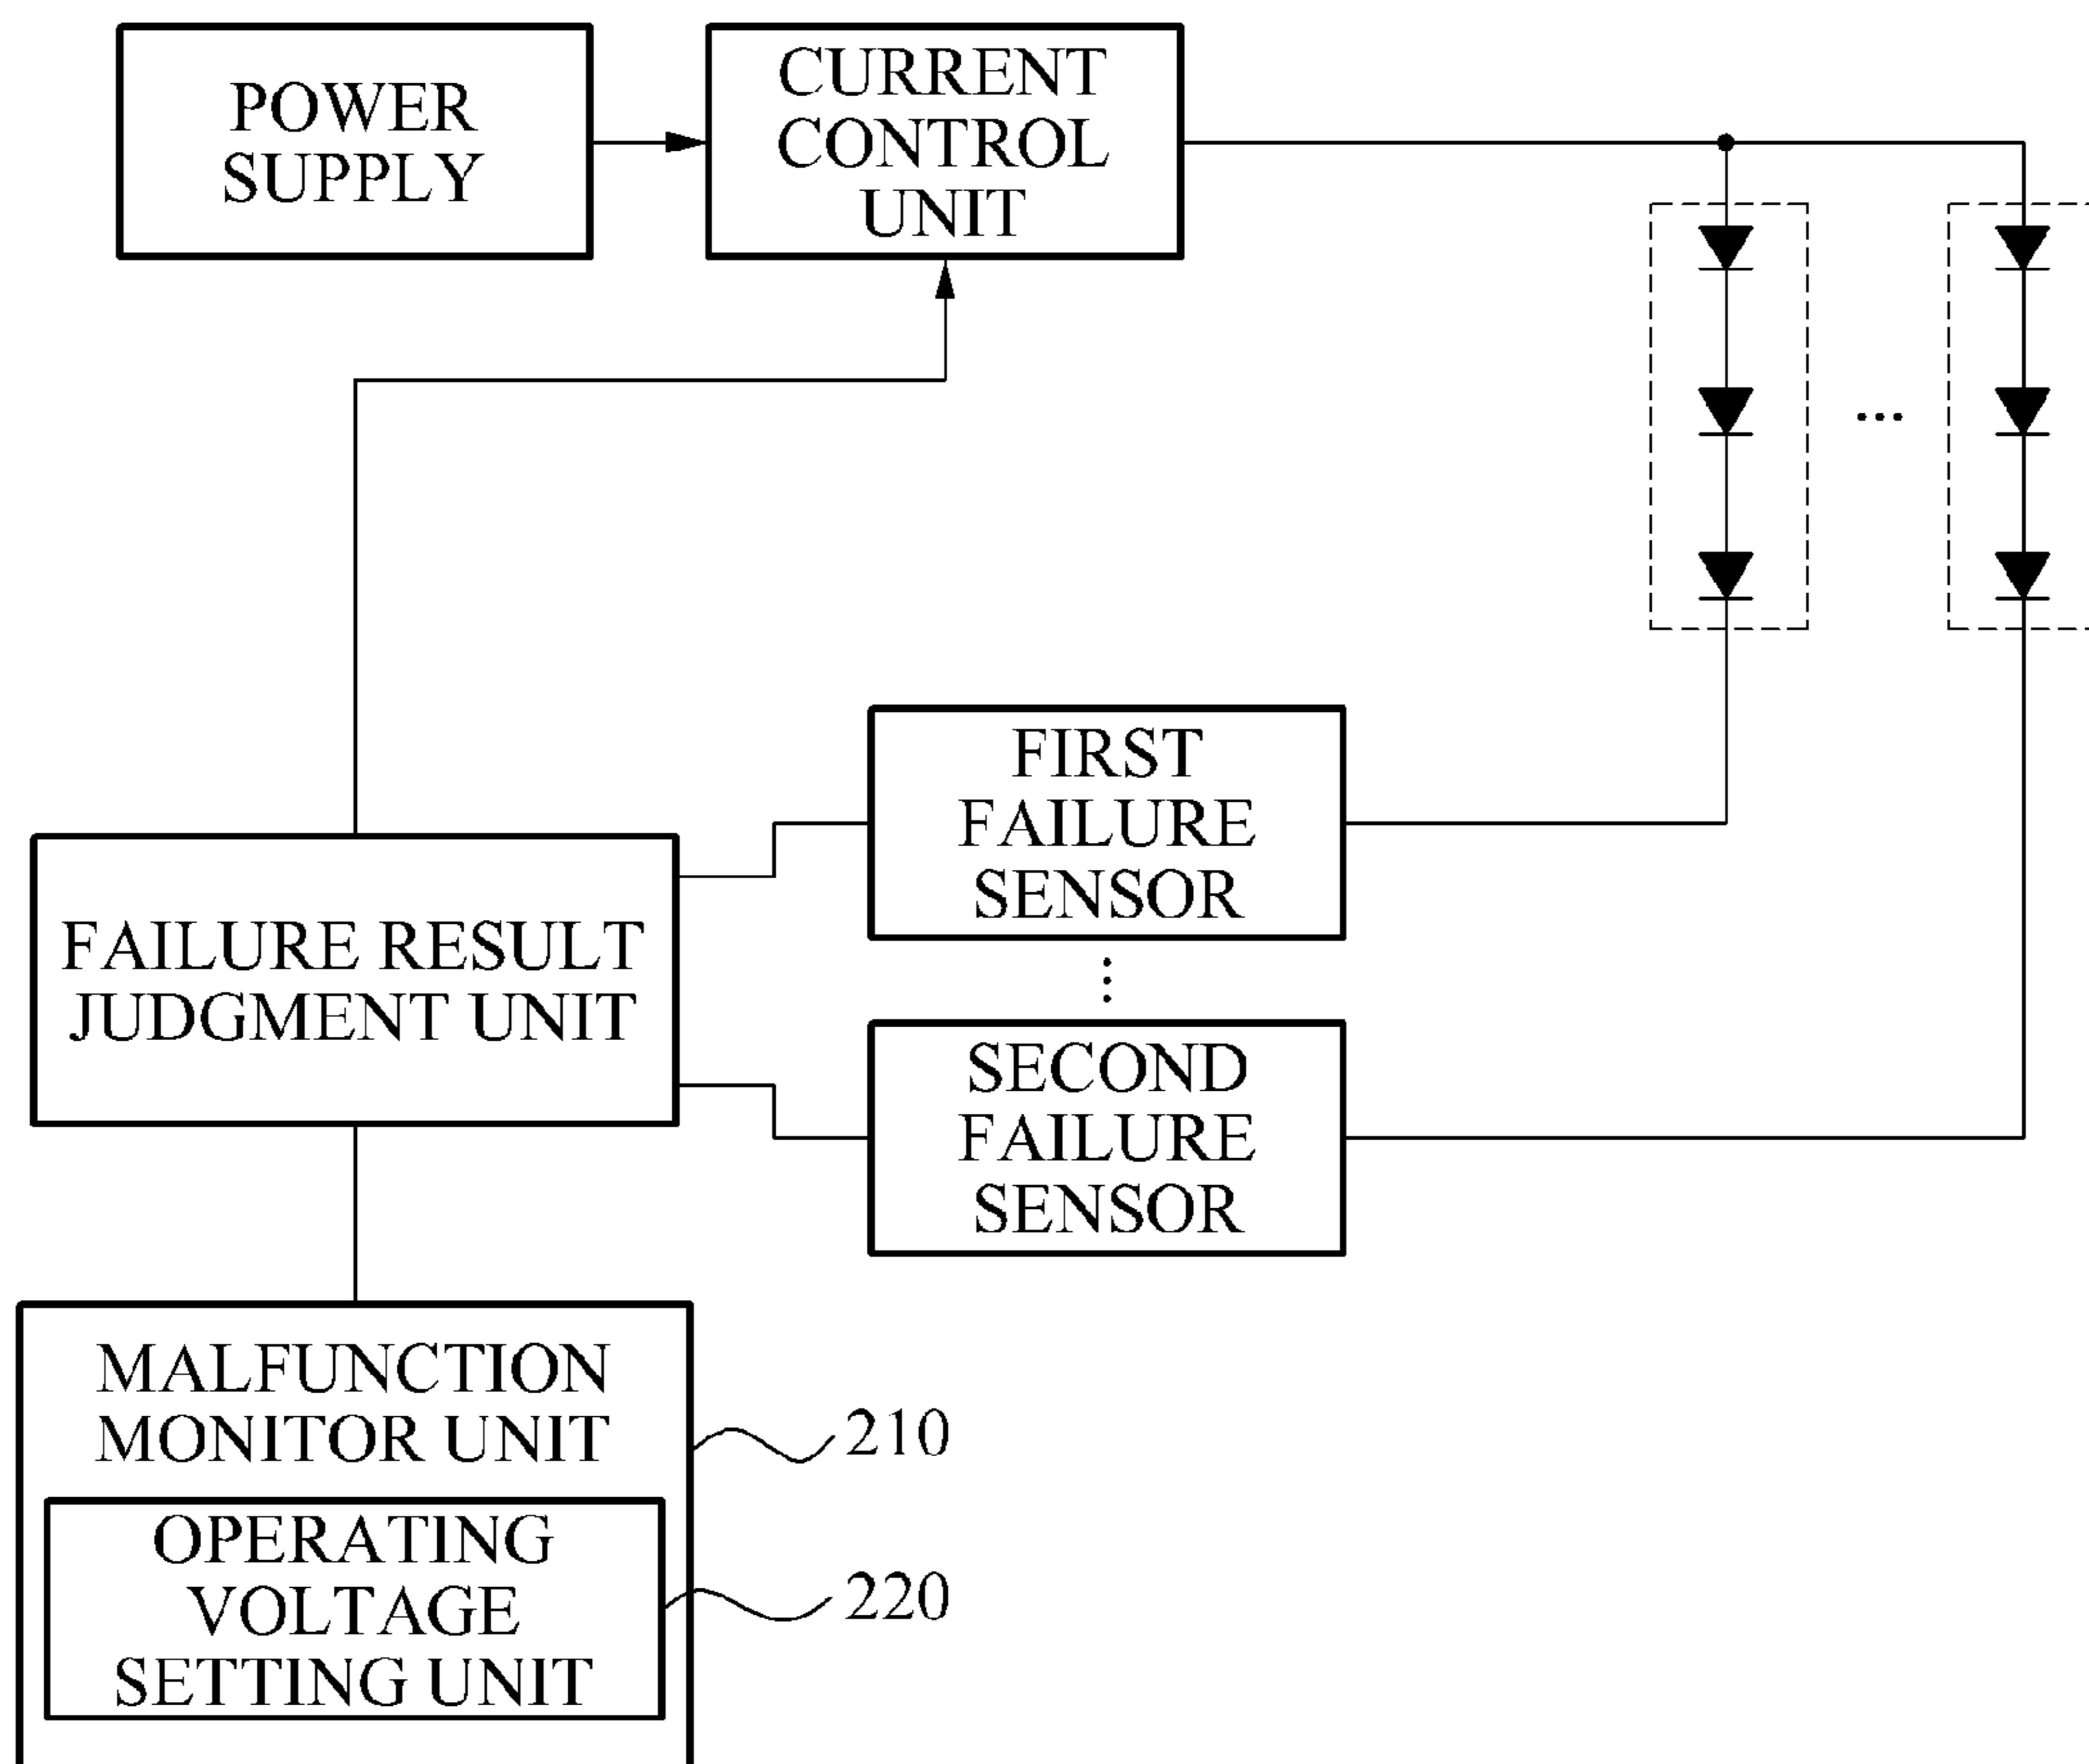 POWER
SUPPLY
CURRENT
CONTROL
UNIT
...
FIRST
FAILURE
SENSOR
FAILURE RESULT
JUDGMENT UNIT
SECOND
FAILURE
SENSOR
MALFUNCTION
MONITOR UNIT
210
OPERATING
VOLTAGE
SETTING UNIT
220